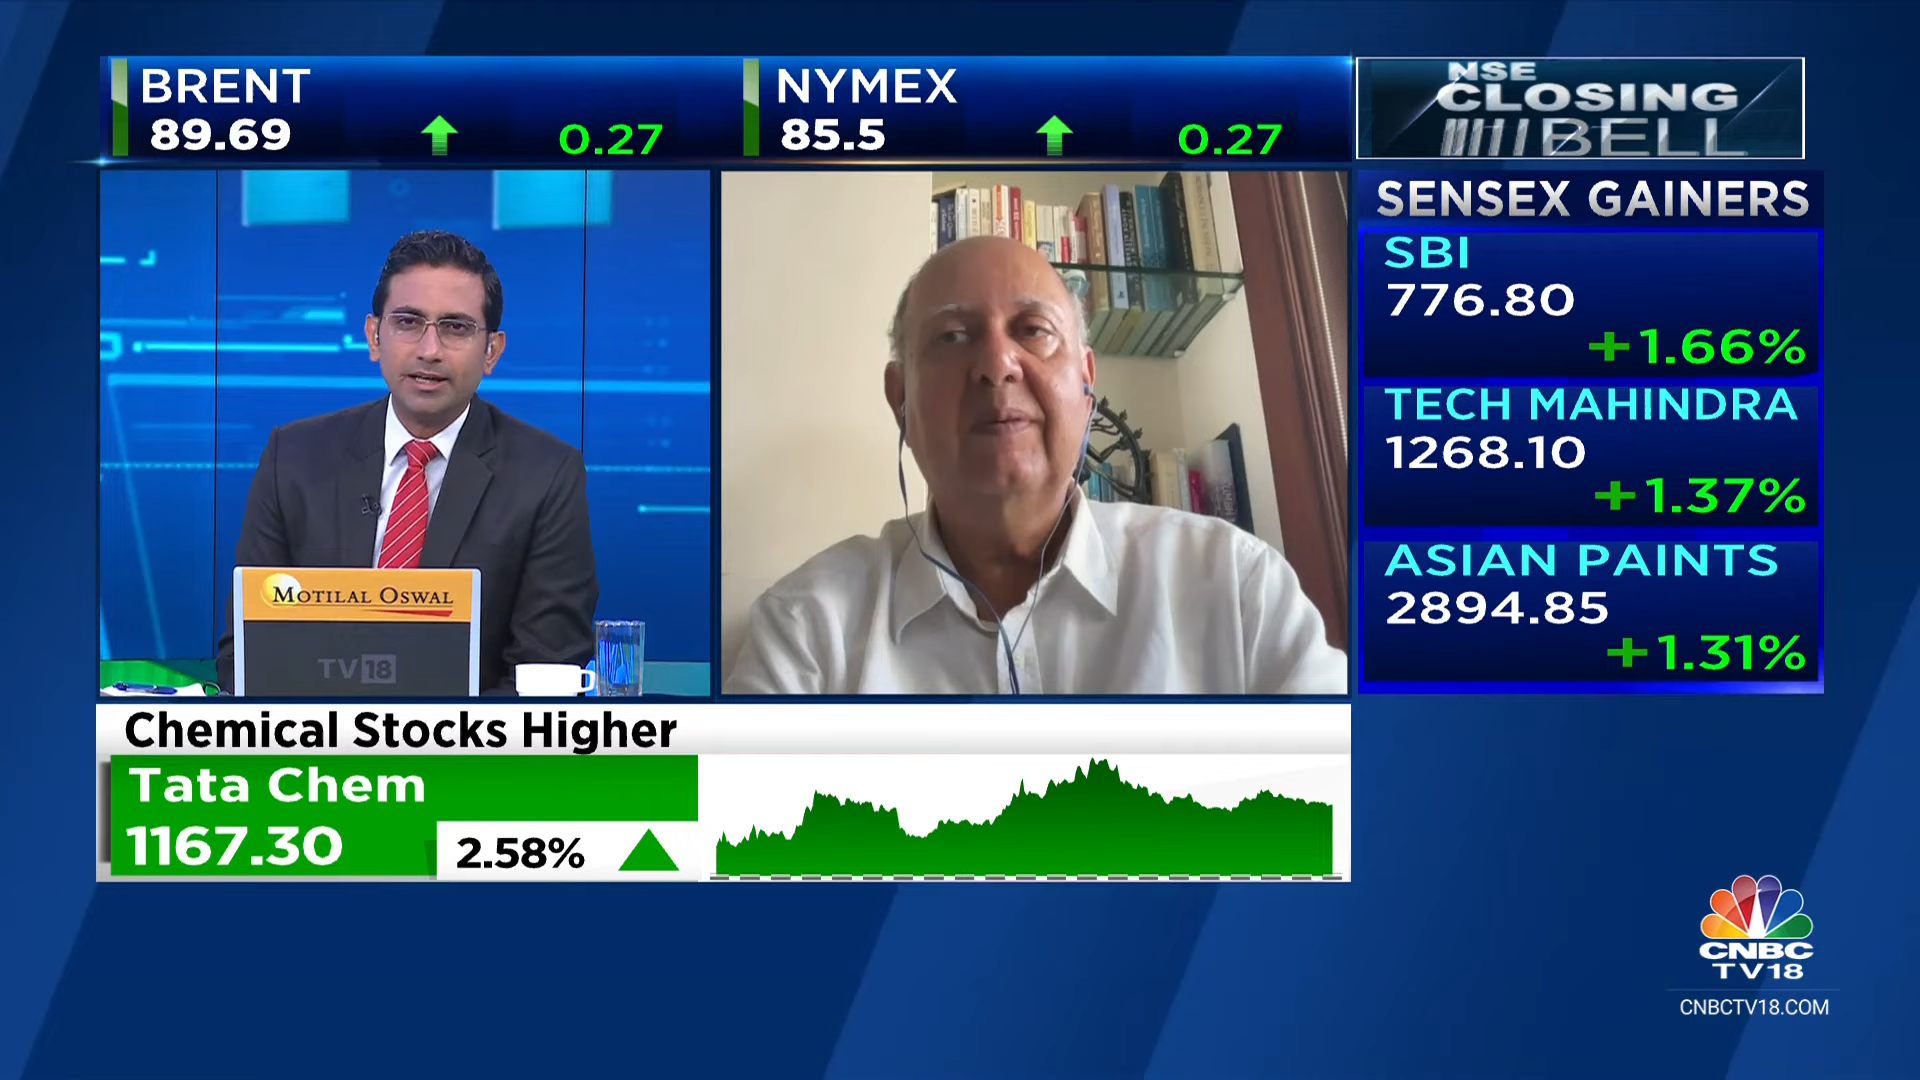 BRENT
89.69 0.27
NYMEX
85.5 0.27
NSE
CLOSING
BELL
SENSEX GAINERS
SBI
776.80
+1.66%
TECH MAHINDRA
1268.10
+1.37%
ASIAN PAINTS
2894.85
+1.31%
MOTILAL OSWAL
TV18
Chemical Stocks Higher
Tata Chem
1167.30
2.58%
CNBC
TV18
CNBCTV18.COM